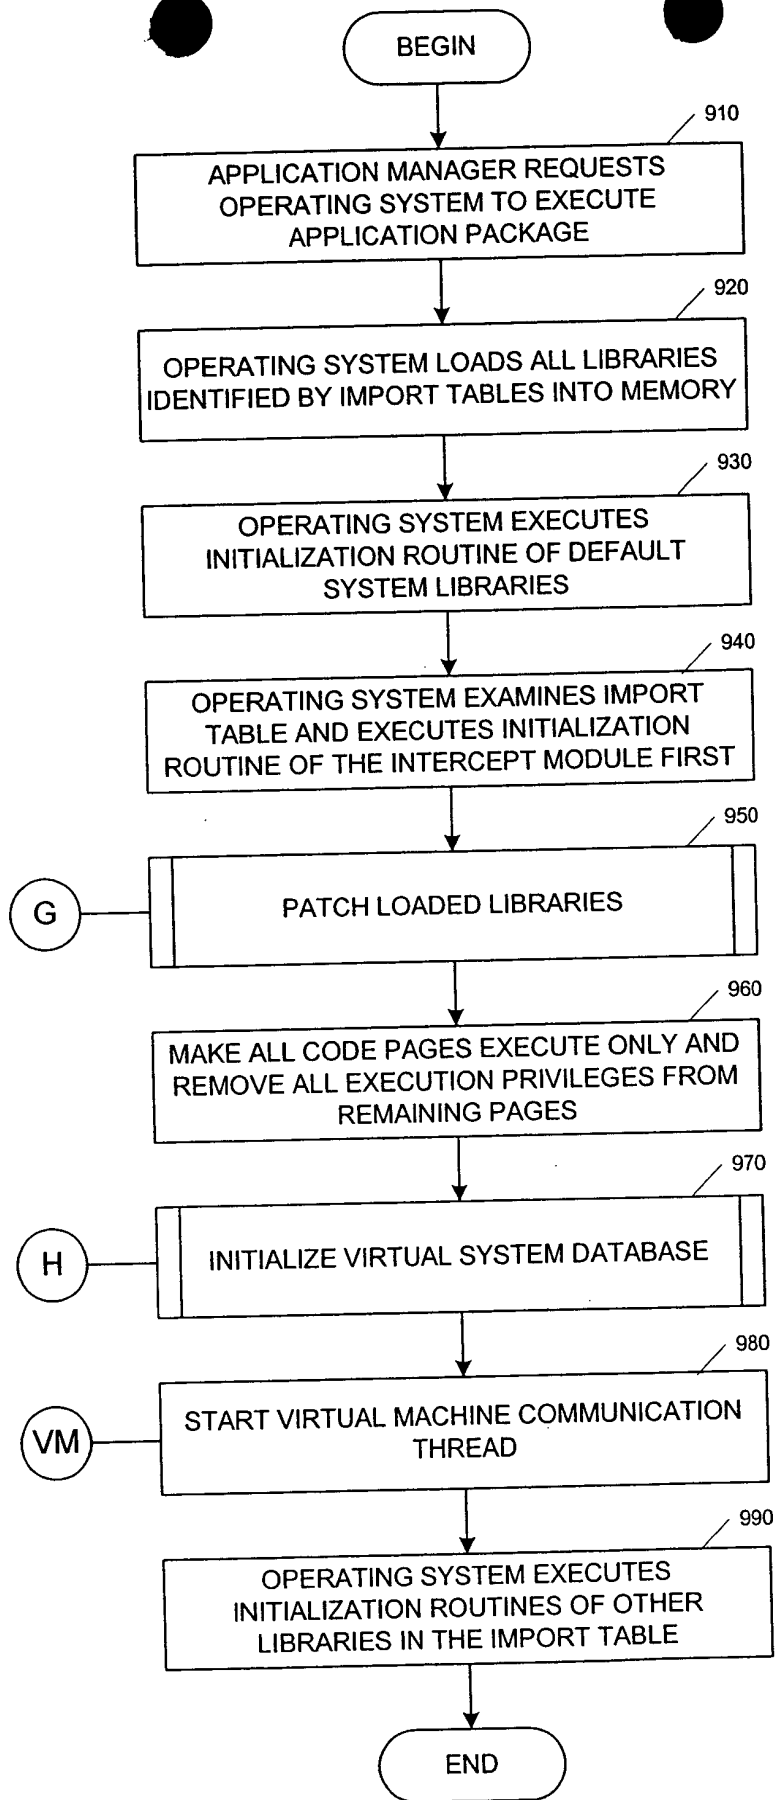 BEGIN
910
APPLICATION MANAGER REQUESTS
OPERATING SYSTEM TO EXECUTE
APPLICATION PACKAGE
920
OPERATING SYSTEM LOADS ALL LIBRARIES
IDENTIFIED BY IMPORT TABLES INTO MEMORY
930
OPERATING SYSTEM EXECUTES
INITIALIZATION ROUTINE OF DEFAULT
SYSTEM LIBRARIES
940
OPERATING SYSTEM EXAMINES IMPORT
TABLE AND EXECUTES INITIALIZATION
ROUTINE OF THE INTERCEPT MODULE FIRST
950
G
PATCH LOADED LIBRARIES
960
MAKE ALL CODE PAGES EXECUTE ONLY AND
REMOVE ALL EXECUTION PRIVILEGES FROM
REMAINING PAGES
970
H
INITIALIZE VIRTUAL SYSTEM DATABASE
980
VM
START VIRTUAL MACHINE COMMUNICATION
THREAD
990
OPERATING SYSTEM EXECUTES
INITIALIZATION ROUTINES OF OTHER
LIBRARIES IN THE IMPORT TABLE
END